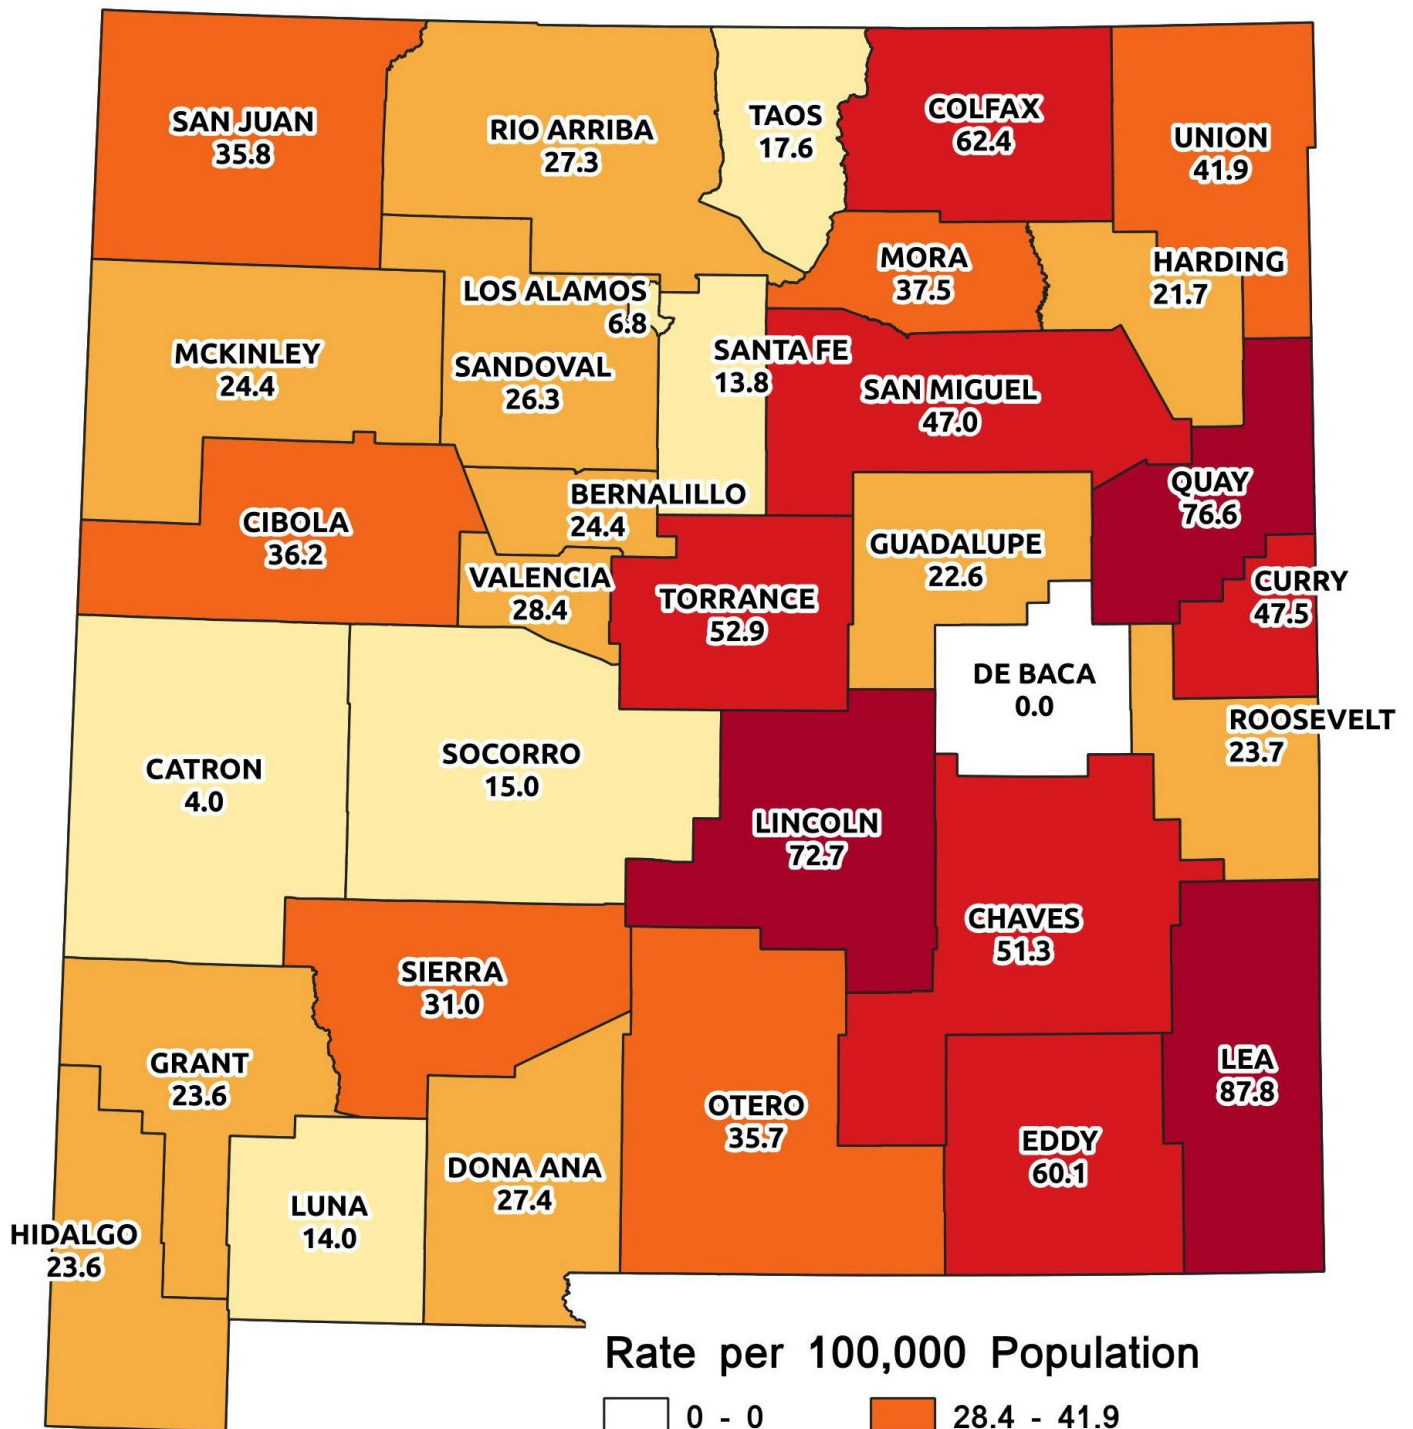 SAN JUAN
35.8
RIO ARRIBA
27.3
TAOS
17.6
COLFAX
62.4
UNION
41.9
MORA
37.5
HARDING
21.7
LOS ALAMOS
6.8
MCKINLEY
24.4
SANDOVAL
26.3
SANTA FE
13.8
SAN MIGUEL
47.0
QUAY
76.6
BERNALILLO
24.4
CIBOLA
36.2
GUADALUPE
22.6
VALENCIA
28.4
TORRANCE
52.9
CURRY
47.5
DE BACA
0.0
ROOSEVELT
23.7
CATRON
4.0
SOCORRO
15.0
LINCOLN
72.7
CHAVES
51.3
SIERRA
31.0
GRANT
23.6
LEA
87.8
OTERO
35.7
EDDY
60.1
DONA ANA
27.4
LUNA
14.0
HIDALGO
23.6
Rate per 100,000 Population
0 - 0
28.4 - 41.9